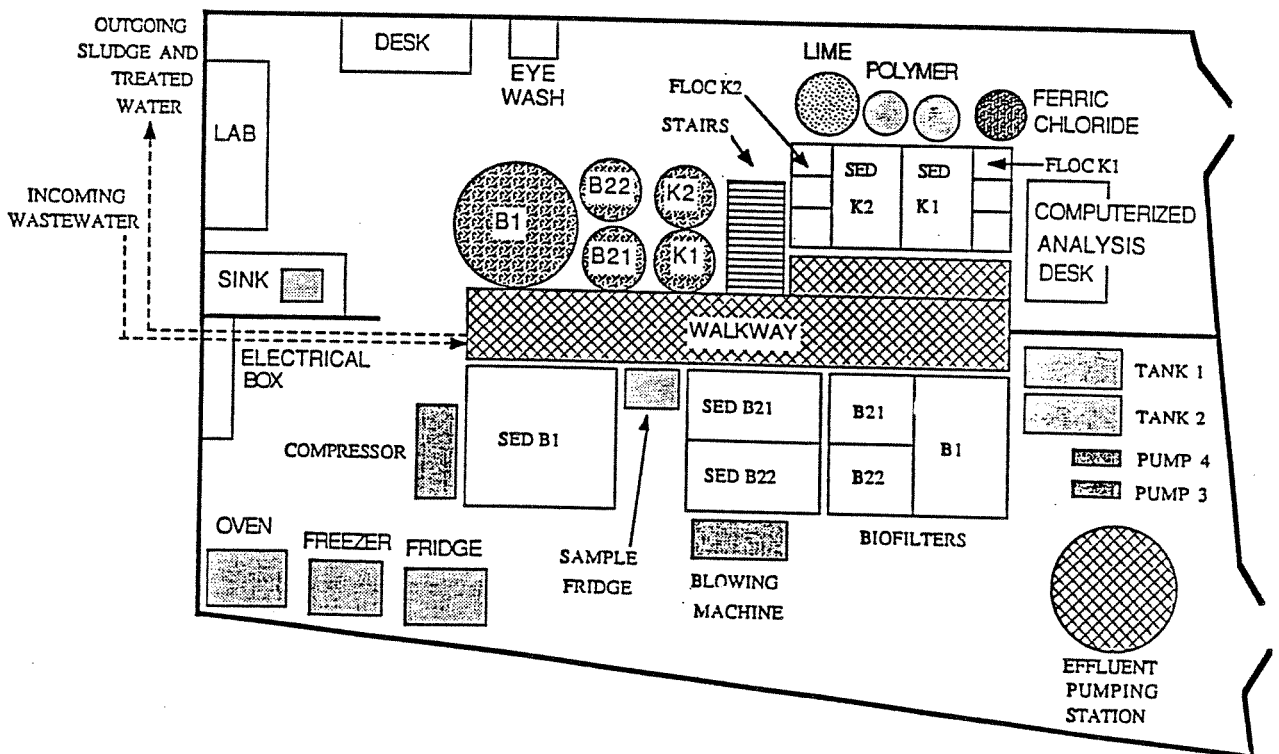 OUTGOING
SLUDGE AND
TREATED
WATER
DESK
EYE
WASH
LIME
POLYMER
FLOC K2
STAIRS
FERRIC
CHLORIDE
LAB
FLOC K1
SED
K2
SED
K1
INCOMING
WASTEWATER
B1
B22
K2
B21
K1
COMPUTERIZED
ANALYSIS
DESK
SINK
WALKWAY
ELECTRICAL
BOX
TANK 1
TANK 2
SED B1
SED B21
B21
B1
COMPRESSOR
SED B22
B22
PUMP 4
PUMP 3
OVEN
FREEZER
FRIDGE
SAMPLE
FRIDGE
BLOWING
MACHINE
BIOFILTERS
EFFLUENT
PUMPING
STATION